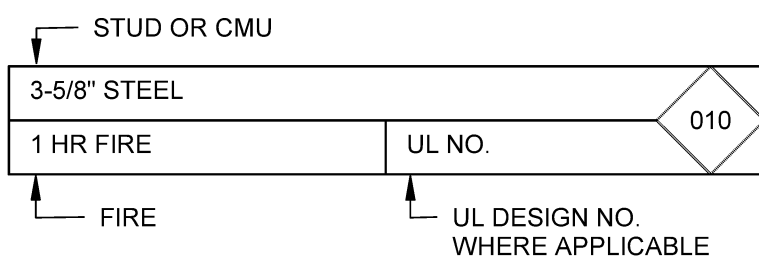 STUD OR CMU
3-5/8" STEEL
010
1 HR FIRE
UL NO.
FIRE
UL DESIGN NO.
WHERE APPLICABLE